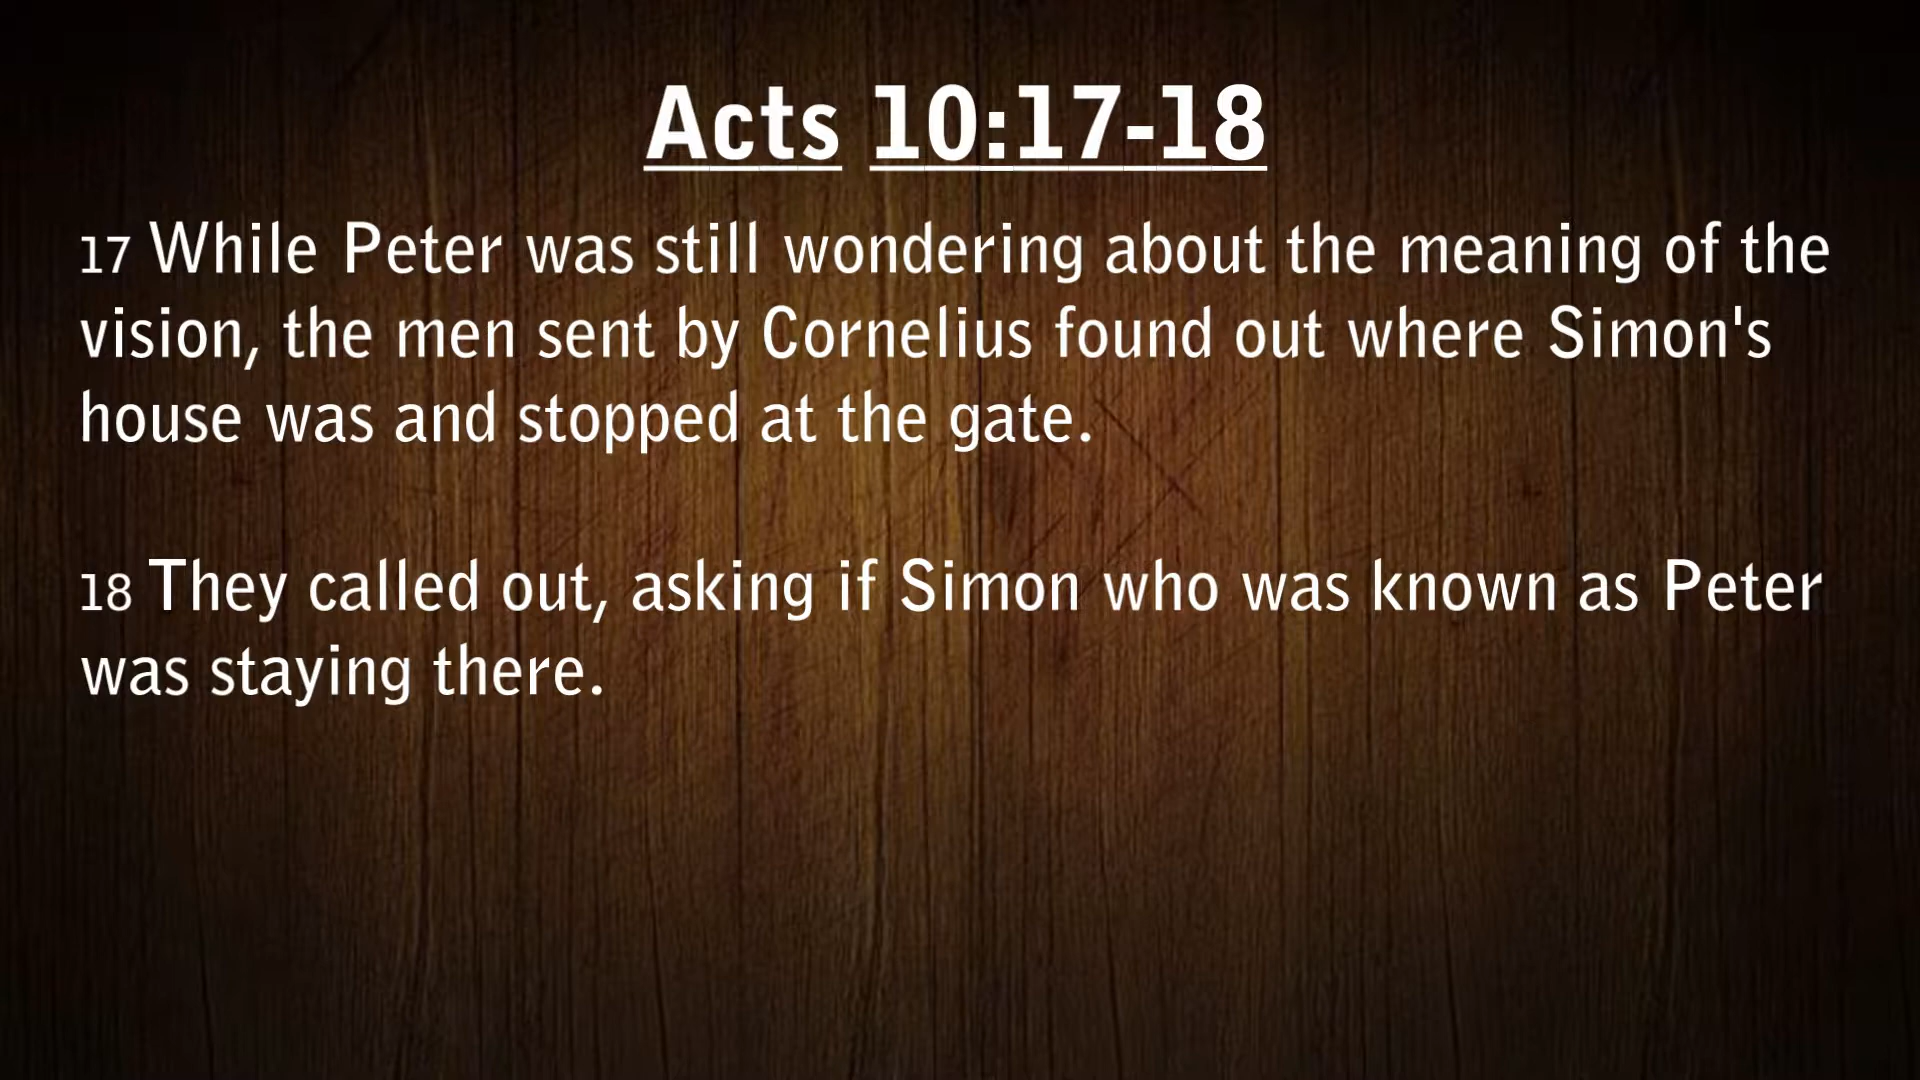 Acts 10:17-18
17 While Peter was still wondering about the meaning of the
vision, the men sent by Cornelius found out where Simon's
house was and stopped at the gate.
18 They called out, asking if Simon who was known as Peter
was staying there.